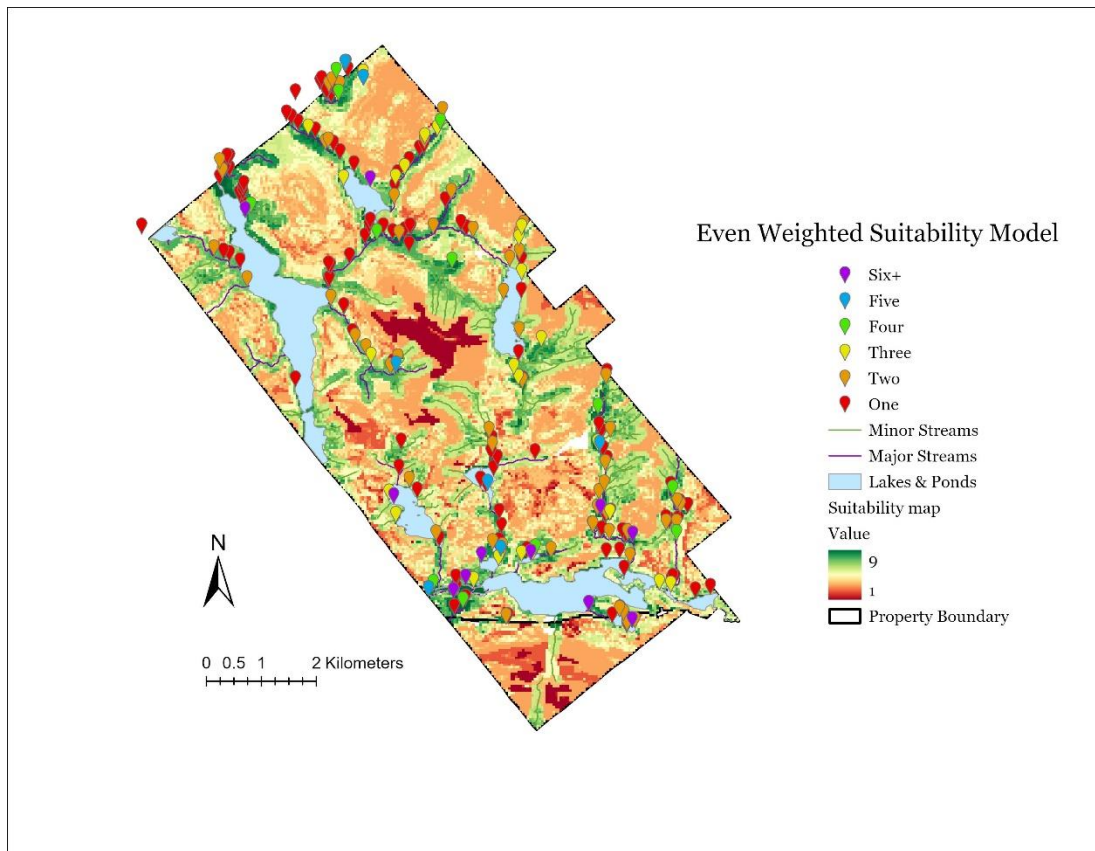 Even Weighted Suitability Model
Six+
Five
Four
Three
Two
One
Minor Streams
Major Streams
Lakes & Ponds
Suitability map
Value
9
1
Property Boundary
N
0 0.5 1 2 Kilometers